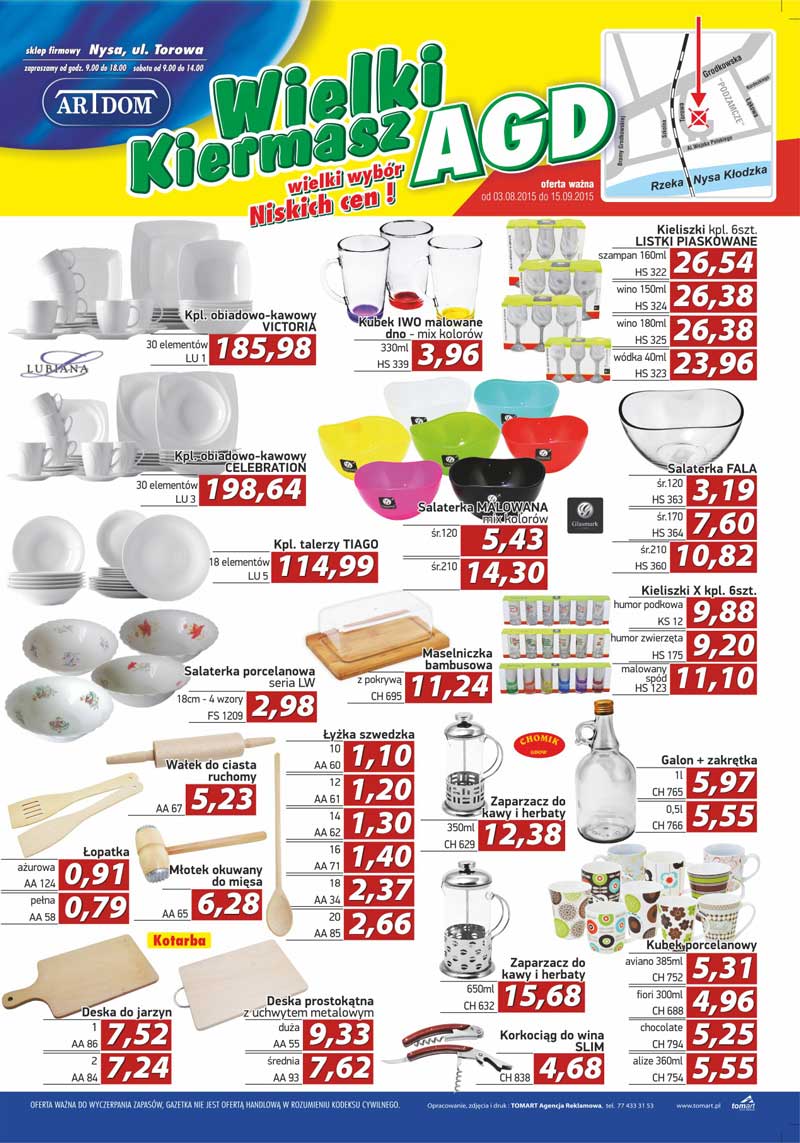 sklep firmowy Nysa, ul. Torowa
zapraszamy od godz. 9.00 do 18.00 sobota od 9.00 do 14.00
ARTDOM
Wielki
Kiermasz
AGD
wielki wybór
Niskich cen !
oferta ważna
od 03.08.2015 do 15.09.2015
Grodkowska
"PODZAMCZE"
Torowa
Szkolna
Łąkowa
Bramy Grodkowskiej
Al. Wojska Polskiego
Rzeka Nysa Kłodzka
Kpl. obiadowo-kawowy
VICTORIA
30 elementów
LU 1
185,98
LUBIANA
Kubek IWO malowane
dno - mix kolorów
330ml
HS 339
3,96
Kieliszki kpl. 6szt.
LISTKI PIASKOWANE
szampan 160ml
HS 322
26,54
wino 150ml
HS 324
26,38
wino 180ml
HS 325
26,38
wódka 40ml
HS 323
23,96
Kpl. obiadowo-kawowy
CELEBRATION
30 elementów
LU 3
198,64
Salaterka MALOWANA
mix kolorów
śr.120
5,43
śr.210
14,30
Glasmark
Salaterka FALA
śr.120
HS 363
3,19
śr.170
HS 364
7,60
śr.210
HS 360
10,82
Kpl. talerzy TIAGO
18 elementów
LU 5
114,99
Kieliszki X kpl. 6szt.
humor podkowa
KS 12
9,88
humor zwierzęta
HS 175
9,20
malowany
spód
HS 123
11,10
Salaterka porcelanowa
seria LW
18cm - 4 wzory
FS 1209
2,98
Maselniczka
bambusowa
z pokrywą
CH 695
11,24
Wałek do ciasta
ruchomy
AA 67
5,23
Łyżka szwedzka
10
AA 60
1,10
12
AA 61
1,20
14
AA 62
1,30
16
AA 71
1,40
18
AA 34
2,37
20
AA 85
2,66
CHOMIK
Zaparzacz do
kawy i herbaty
350ml
CH 629
12,38
Galon + zakrętka
1l
CH 765
5,97
0,5l
CH 766
5,55
Łopatka
ażurowa
AA 124
0,91
pełna
AA 58
0,79
Młotek okuwany
do mięsa
AA 65
6,28
Kotarba
Zaparzacz do
kawy i herbaty
650ml
CH 632
15,68
Kubek porcelanowy
aviano 385ml
CH 752
5,31
fiori 300ml
CH 688
4,96
chocolate
CH 794
5,25
alize 360ml
CH 754
5,55
Deska do jarzyn
1
AA 86
7,52
2
AA 84
7,24
Deska prostokątna
z uchwytem metalowym
duża
AA 55
9,33
średnia
AA 93
7,62
Korkociąg do wina
SLIM
CH 838
4,68
OFERTA WAŻNA DO WYCZERPANIA ZAPASÓW, GAZETKA NIE JEST OFERTĄ HANDLOWĄ W ROZUMIENIU KODEKSU CYWILNEGO.
Opracowanie, zdjęcia i druk : TOMART Agencja Reklamowa. tel. 77 433 31 53
www.tomart.pl
tomart